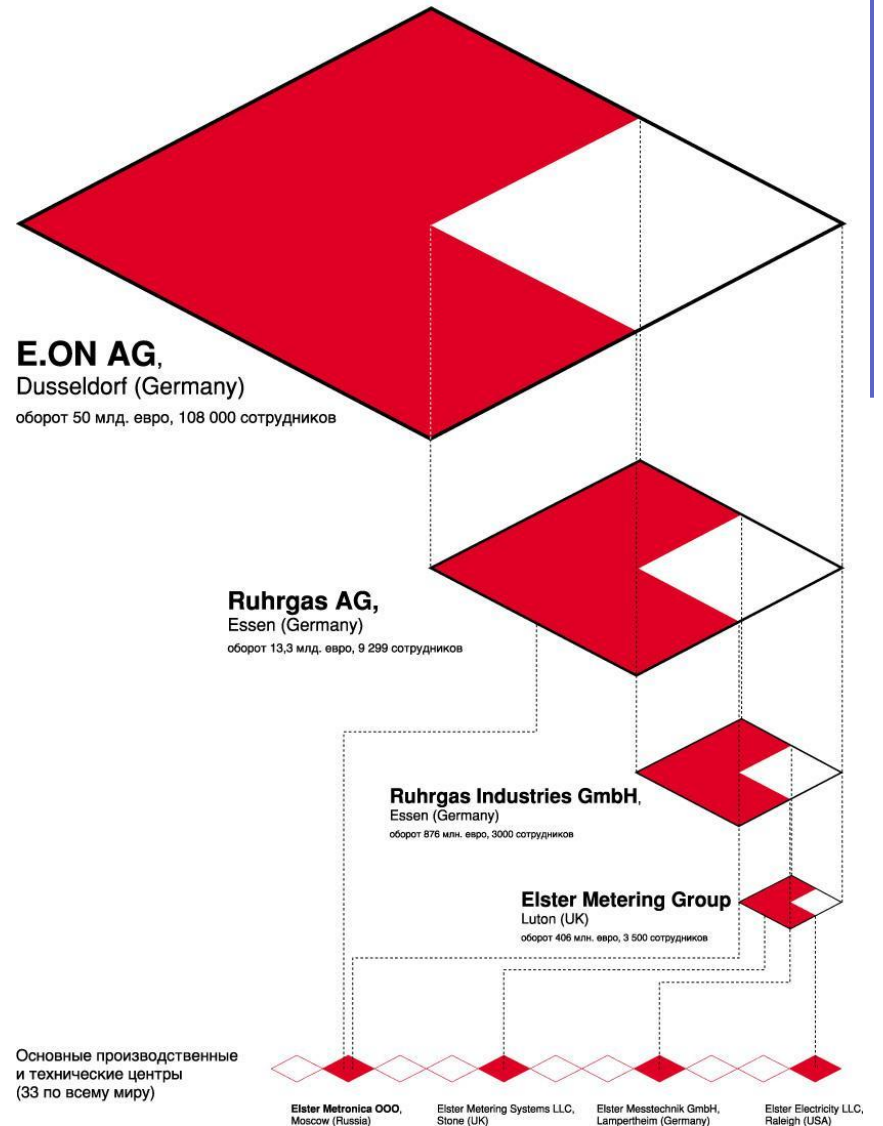 E.ON AG,
Dusseldorf (Germany)
оборот 50 млд. евро, 108 000 сотрудников
Ruhrgas AG,
Essen (Germany)
оборот 13,3 млд. евро, 9 299 сотрудников
Ruhrgas Industries GmbH,
Essen (Germany)
оборот 876 млн. евро, 3000 сотрудников
Elster Metering Group
Luton (UK)
оборот 406 млн. евро, 3 500 сотрудников
Основные производственные
и технические центры
(33 по всему миру)
Elster Metronica ООО,
Moscow (Russia)
Elster Metering Systems LLC,
Stone (UK)
Elster Messtechnik GmbH,
Lampertheim (Germany)
Elster Electricity LLC,
Raleigh (USA)